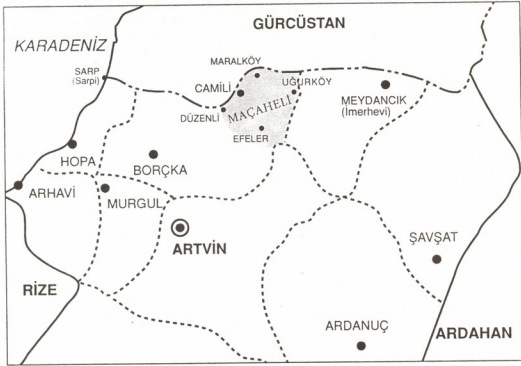 GÜRCÜSTAN
KARADENİZ
MARALKÖY
SARP
(Sarpi)
CAMİLİ
UĞURKÖY
MEYDANCIK
(İmerhevi)
DÜZENLİ
MAÇAHELİ
EFELER
HOPA
BORÇKA
ARHAVİ
MURGUL
ARTVİN
ŞAVŞAT
RİZE
ARDANUÇ
ARDAHAN